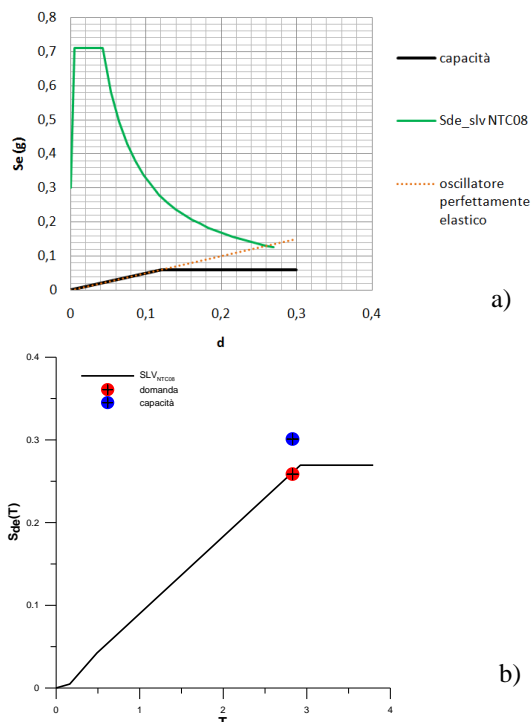 0,8
0,7
0,6
0,5
0,4
0,3
0,2
0,1
0
Se (g)
0
0,1
0,2
0,3
0,4
d
capacità
Sde_slv NTC08
oscillatore
perfettamente
elastico
a)
0.4
0.3
0.2
0.1
0
S_de(T)
SLV_NTC08
domanda
capacità
0
1
2
3
4
T
b)